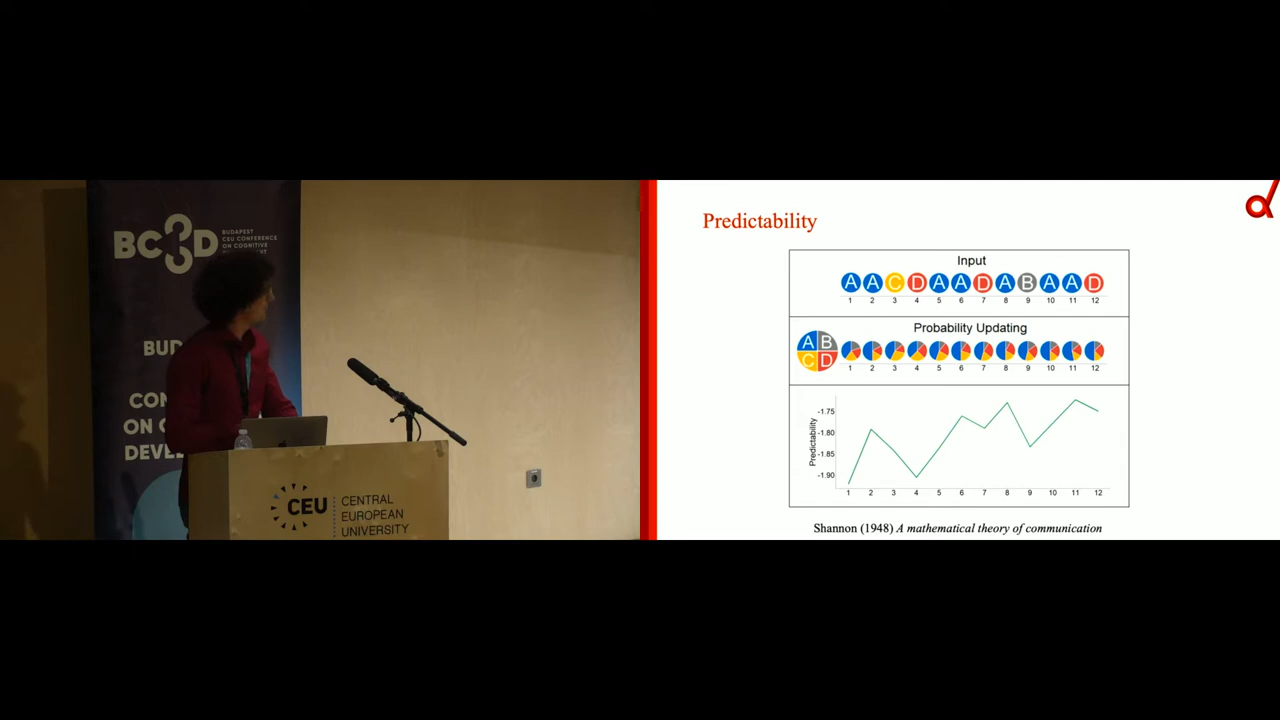 BC3D
BUDAPEST
CEU CONFERENCE
ON COGNITIVE
BUD
CON
ON C
DEVEL
CEU
CENTRAL
EUROPEAN
UNIVERSITY
Predictability
Input
A A C D A A D A B A A D
1 2 3 4 5 6 7 8 9 10 11 12
Probability Updating
A B
C D
1 2 3 4 5 6 7 8 9 10 11 12
Predictability
-1.75
-1.80
-1.85
-1.90
1 2 3 4 5 6 7 8 9 10 11 12
Shannon (1948) A mathematical theory of communication